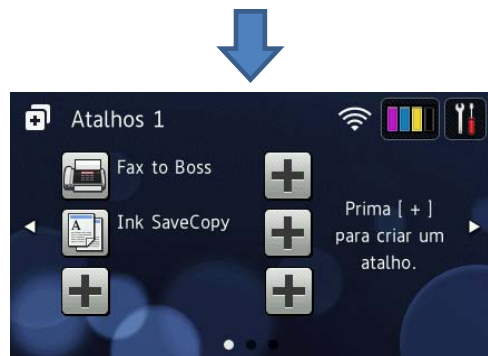 Atalhos 1
Fax to Boss
Ink SaveCopy
Prima [ + ]
para criar um
atalho.